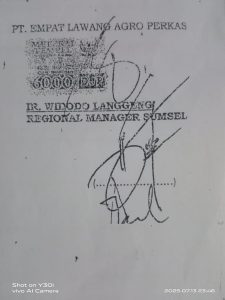 PT. EMPAT LAWANG AGRO PERKAS
6000
IR. WIDODO LANGGENG
REGIONAL MANAGER SUMSEL
(....................)
Shot on Y30i
vivo AI Camera
2025.07.13 23:46